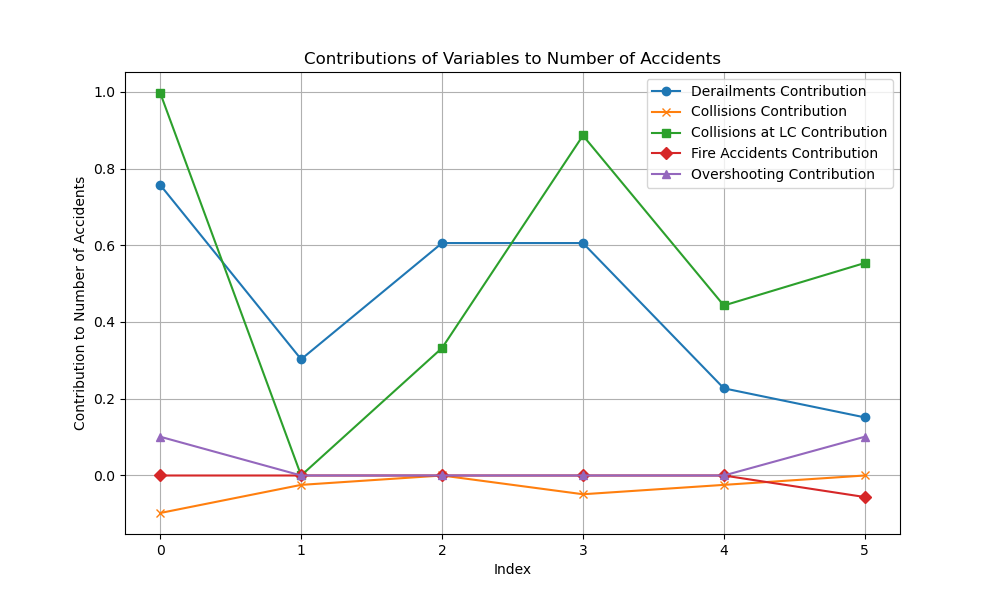 Contributions of Variables to Number of Accidents
Derailments Contribution
Collisions Contribution
Collisions at LC Contribution
Fire Accidents Contribution
Overshooting Contribution
Contribution to Number of Accidents
1.0
0.8
0.6
0.4
0.2
0.0
0 1 2 3 4 5
Index